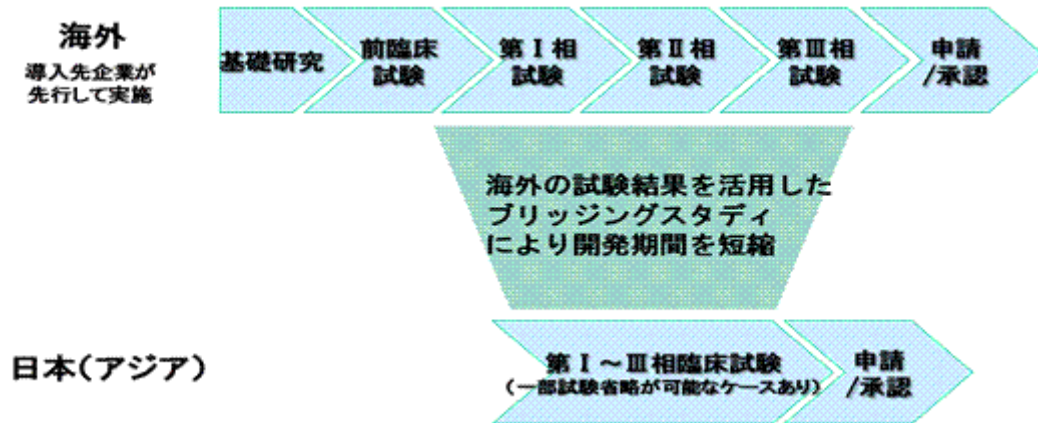 海外
導入先企業が
先行して実施
基礎研究
前臨床
試験
第Ⅰ相
試験
第Ⅱ相
試験
第Ⅲ相
試験
申請
/承認
海外の試験結果を活用した
ブリッジングスタディ
により開発期間を短縮
日本(アジア)
第Ⅰ～Ⅲ相臨床試験
(一部試験省略が可能なケースあり)
申請
/承認